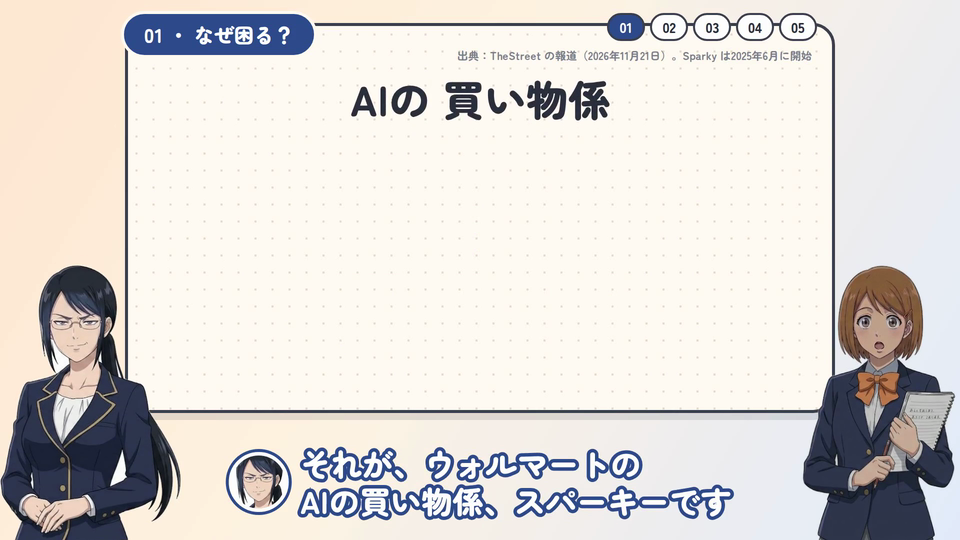 01 ・ なぜ困る？
01 02 03 04 05
出典：TheStreet の報道（2026年11月21日）。Sparky は2025年6月に開始
AIの 買い物係
それが、ウォルマートの
AIの買い物係、スパーキーです